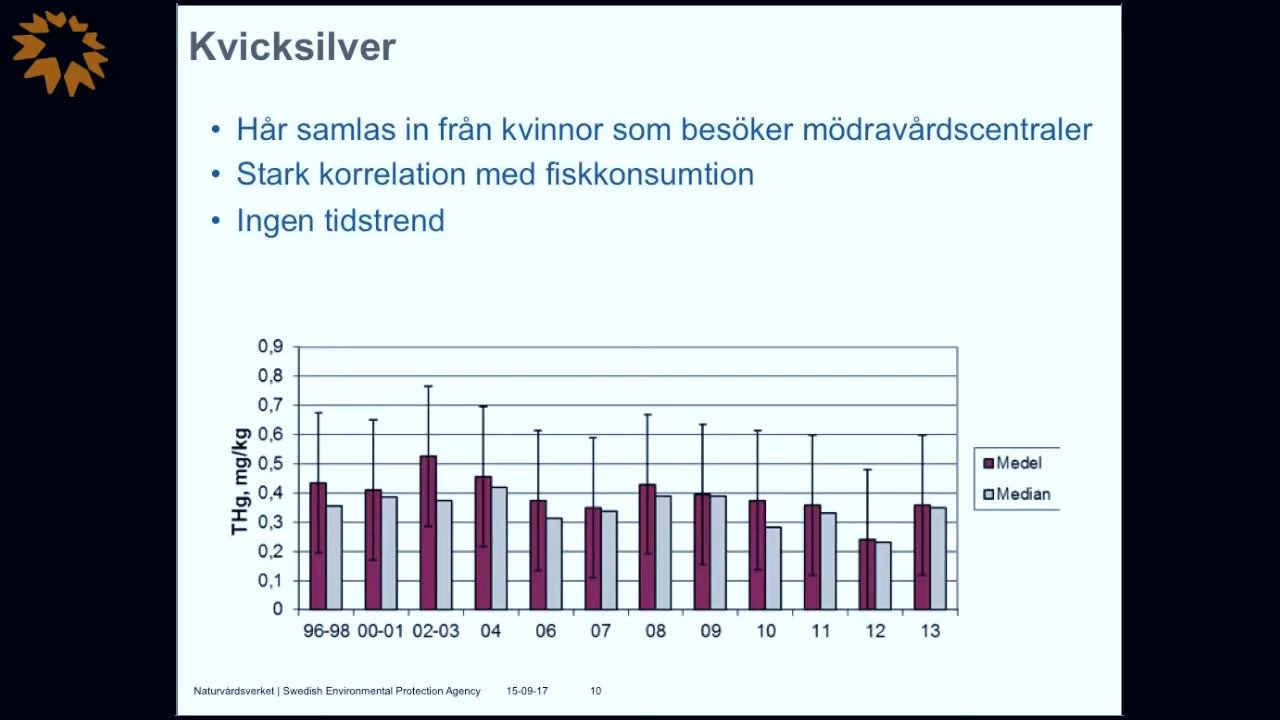 Kvicksilver
• Hår samlas in från kvinnor som besöker mödravårdscentraler
• Stark korrelation med fiskkonsumtion
• Ingen tidstrend
THg, mg/kg
0,9
0,8
0,7
0,6
0,5
0,4
0,3
0,2
0,1
0
96-98 00-01 02-03 04 06 07 08 09 10 11 12 13
Medel
Median
Naturvårdsverket | Swedish Environmental Protection Agency 15-09-17 10